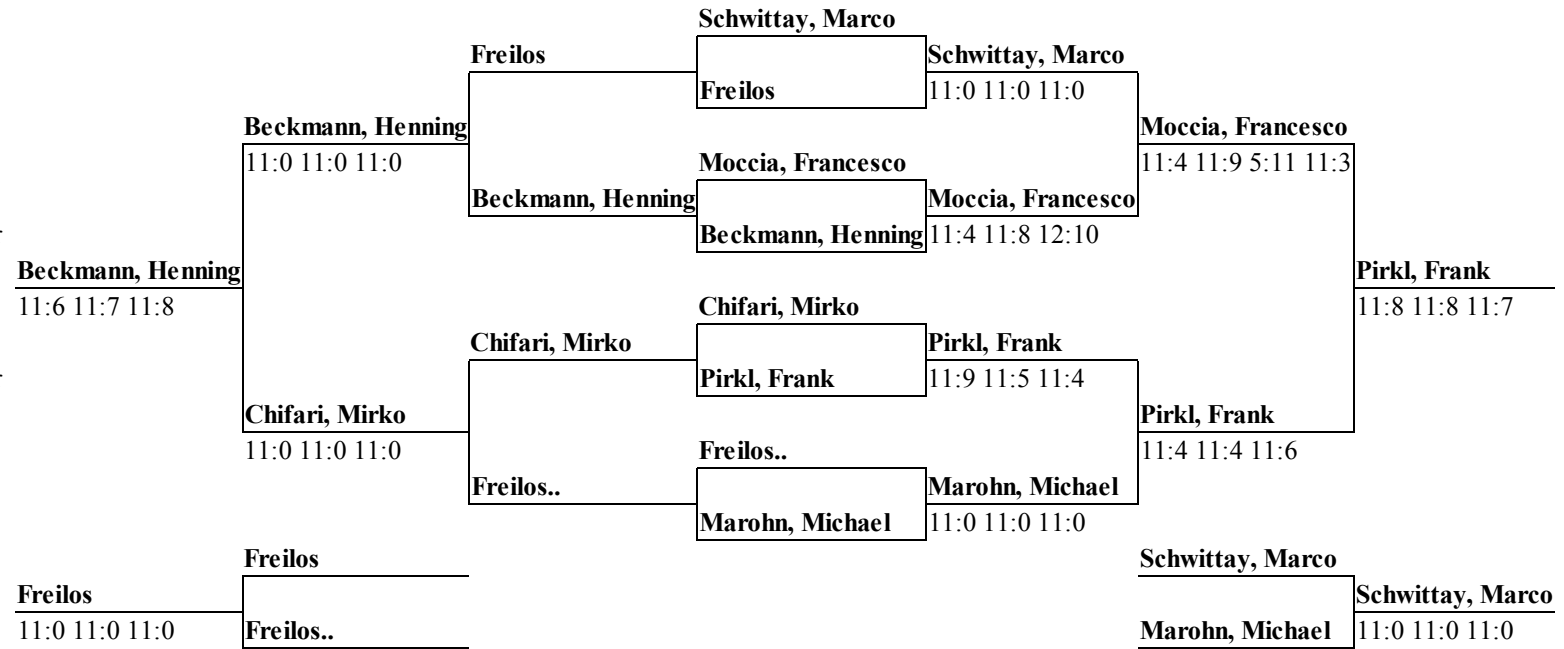 Schwittay, Marco
Freilos Schwittay, Marco
Freilos 11:0 11:0 11:0
Beckmann, Henning Moccia, Francesco
11:0 11:0 11:0 Moccia, Francesco 11:4 11:9 5:11 11:3
Beckmann, Henning Moccia, Francesco
Beckmann, Henning 11:4 11:8 12:10
Beckmann, Henning Pirkl, Frank
11:6 11:7 11:8 Chifari, Mirko 11:8 11:8 11:7
Chifari, Mirko Pirkl, Frank
Pirkl, Frank 11:9 11:5 11:4
Chifari, Mirko Pirkl, Frank
11:0 11:0 11:0 Freilos.. 11:4 11:4 11:6
Freilos.. Marohn, Michael
Marohn, Michael 11:0 11:0 11:0
Freilos Schwittay, Marco
Freilos Schwittay, Marco
11:0 11:0 11:0 Freilos.. Marohn, Michael 11:0 11:0 11:0